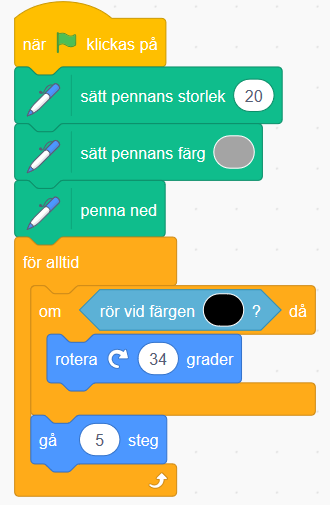 när klickas på
sätt pennans storlek 20
sätt pennans färg
penna ned
för alltid
om rör vid färgen ? då
rotera 34 grader
gå 5 steg